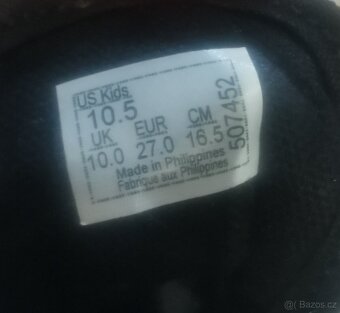 US Kids
10.5
UK EUR CM
10.0 27.0 16.5
Made in Philippines
Fabriqué aux Philippines
507452
Bazos.cz